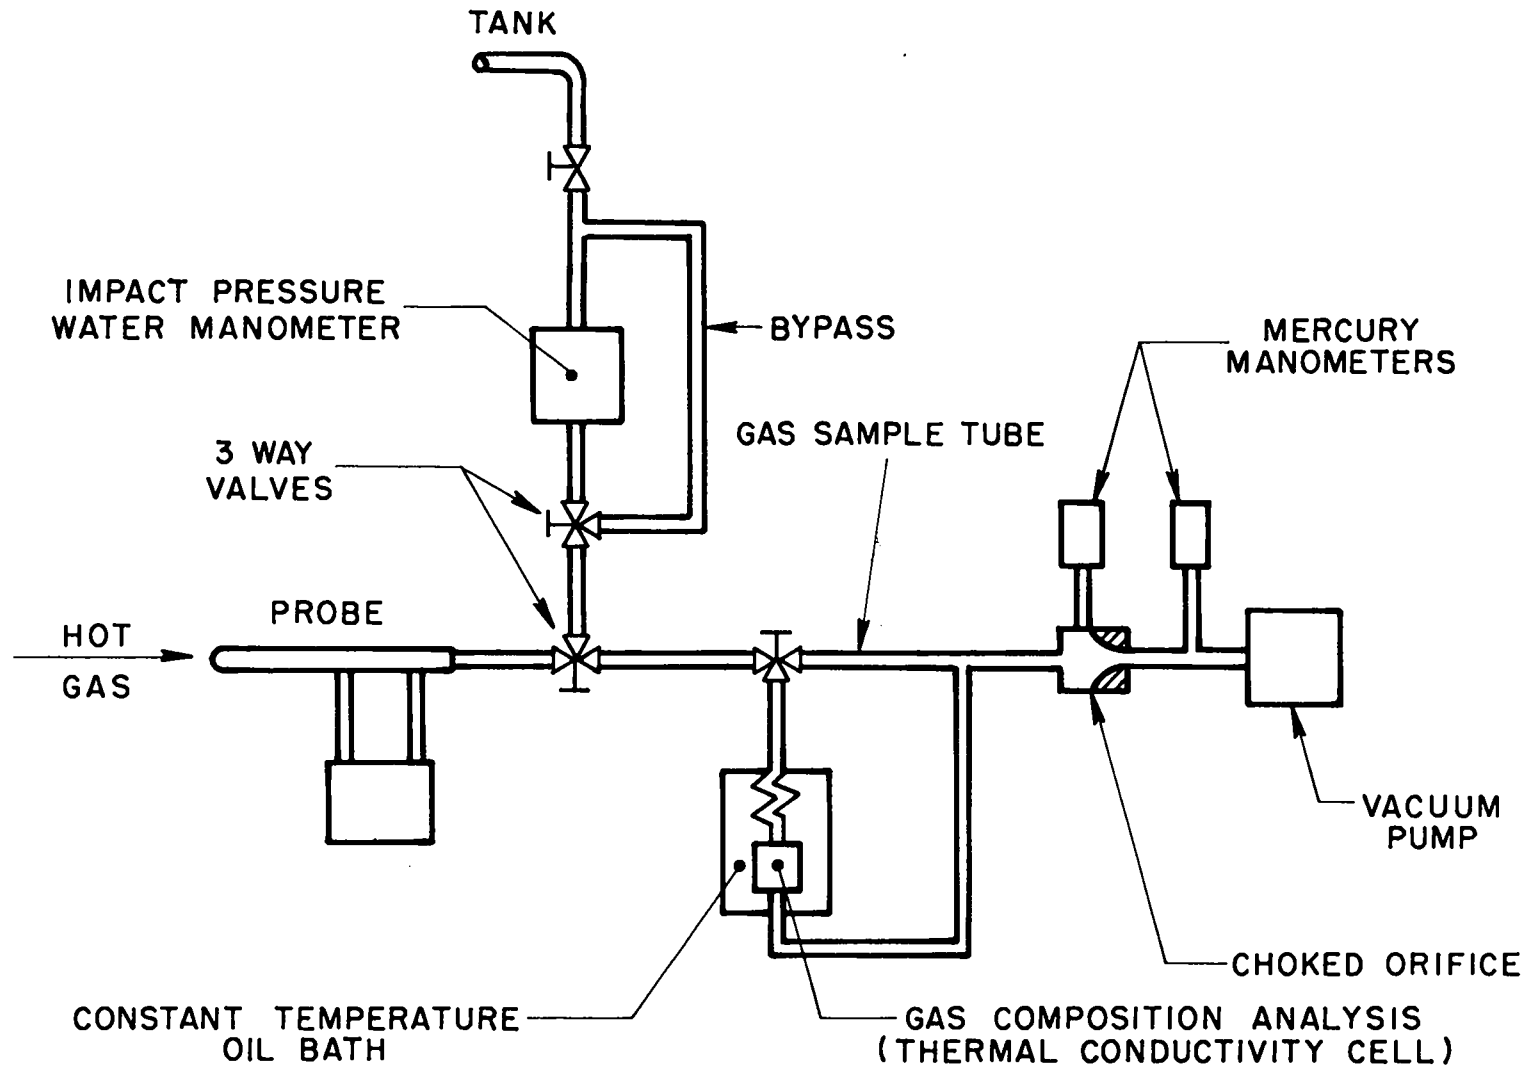 TANK
IMPACT PRESSURE
WATER MANOMETER
BYPASS
MERCURY
MANOMETERS
3 WAY
VALVES
GAS SAMPLE TUBE
PROBE
HOT
GAS
VACUUM
PUMP
CHOKED ORIFICE
CONSTANT TEMPERATURE
OIL BATH
GAS COMPOSITION ANALYSIS
(THERMAL CONDUCTIVITY CELL)